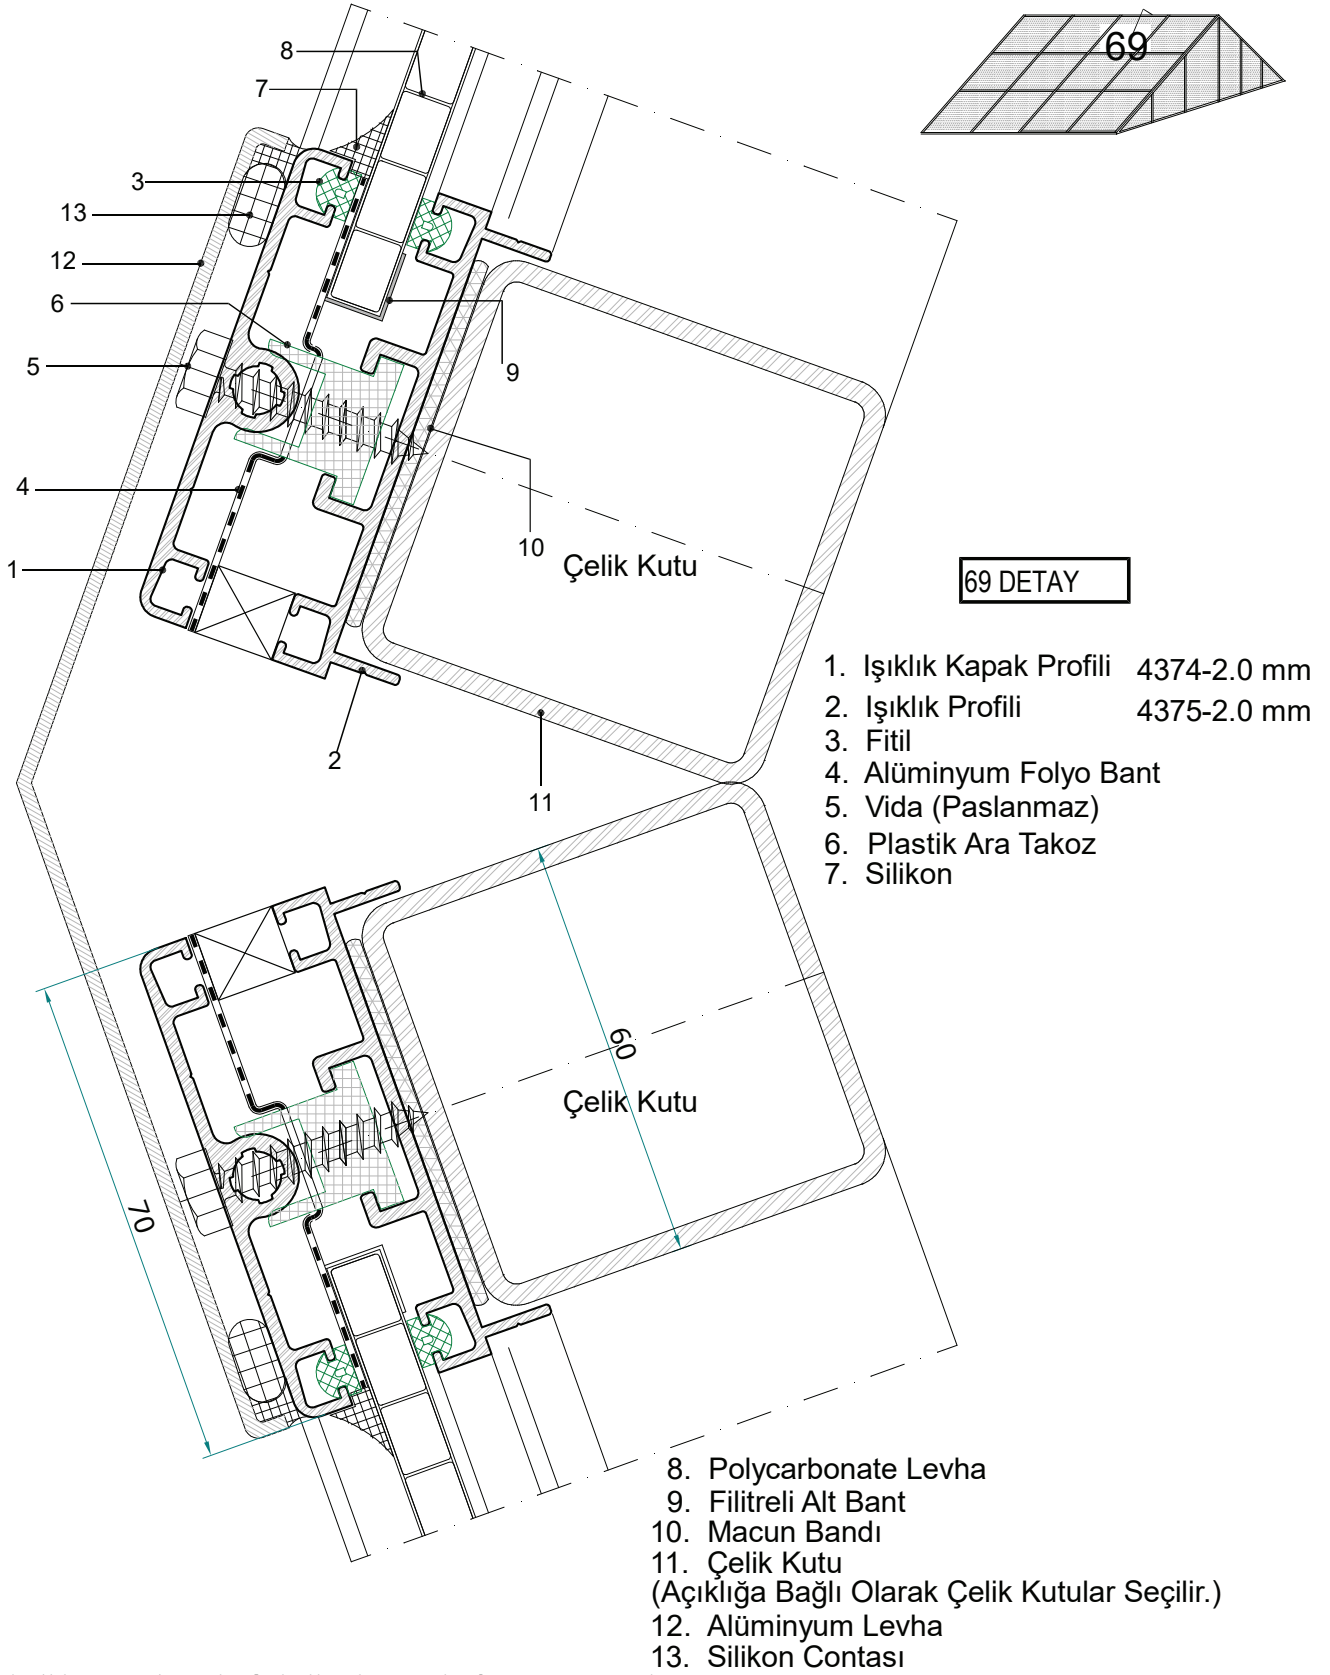 69
8
7
3
13
12
6
5
9
4
10
Çelik Kutu
1
69 DETAY
1. Işıklık Kapak Profili 4374-2.0 mm
2. Işıklık Profili 4375-2.0 mm
3. Fitil
4. Alüminyum Folyo Bant
5. Vida (Paslanmaz)
6. Plastik Ara Takoz
7. Silikon
2
11
60
Çelik Kutu
70
8. Polycarbonate Levha
9. Filitreli Alt Bant
10. Macun Bandı
11. Çelik Kutu
(Açıklığa Bağlı Olarak Çelik Kutular Seçilir.)
12. Alüminyum Levha
13. Silikon Contası